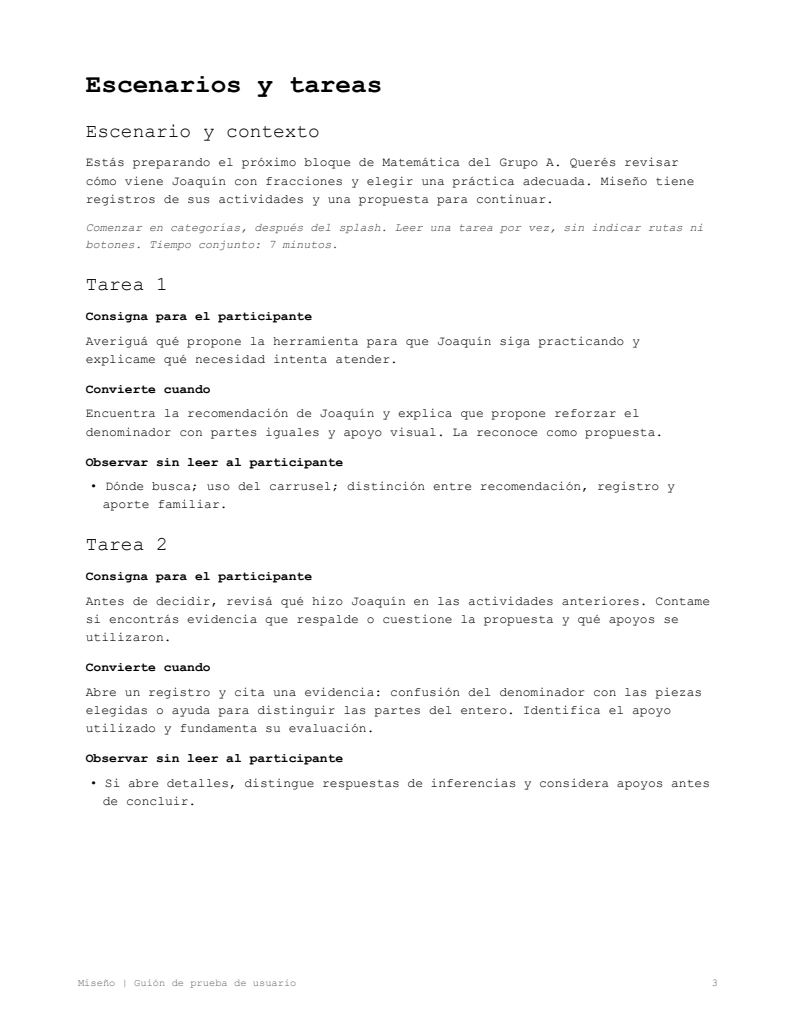 Escenarios y tareas
Escenario y contexto
Estás preparando el próximo bloque de Matemática del Grupo A. Querés revisar
cómo viene Joaquín con fracciones y elegir una práctica adecuada. Miseño tiene
registros de sus actividades y una propuesta para continuar.
Comenzar en categorías, después del splash. Leer una tarea por vez, sin indicar rutas ni
botones. Tiempo conjunto: 7 minutos.
Tarea 1
Consigna para el participante
Averiguá qué propone la herramienta para que Joaquín siga practicando y
explicame qué necesidad intenta atender.
Convierte cuando
Encuentra la recomendación de Joaquín y explica que propone reforzar el
denominador con partes iguales y apoyo visual. La reconoce como propuesta.
Observar sin leer al participante
• Dónde busca; uso del carrusel; distinción entre recomendación, registro y
aporte familiar.
Tarea 2
Consigna para el participante
Antes de decidir, revisá qué hizo Joaquín en las actividades anteriores. Contame
si encontrás evidencia que respalde o cuestione la propuesta y qué apoyos se
utilizaron.
Convierte cuando
Abre un registro y cita una evidencia: confusión del denominador con las piezas
elegidas o ayuda para distinguir las partes del entero. Identifica el apoyo
utilizado y fundamenta su evaluación.
Observar sin leer al participante
• Si abre detalles, distingue respuestas de inferencias y considera apoyos antes
de concluir.
Miseño | Guión de prueba de usuario
3